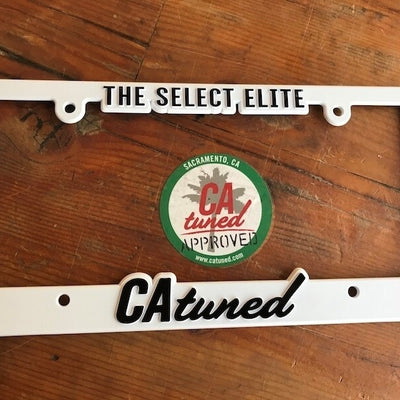 THE SELECT ELITE
SACRAMENTO, CA
CA
tuned
APPROVED
www.catuned.com
CAtuned